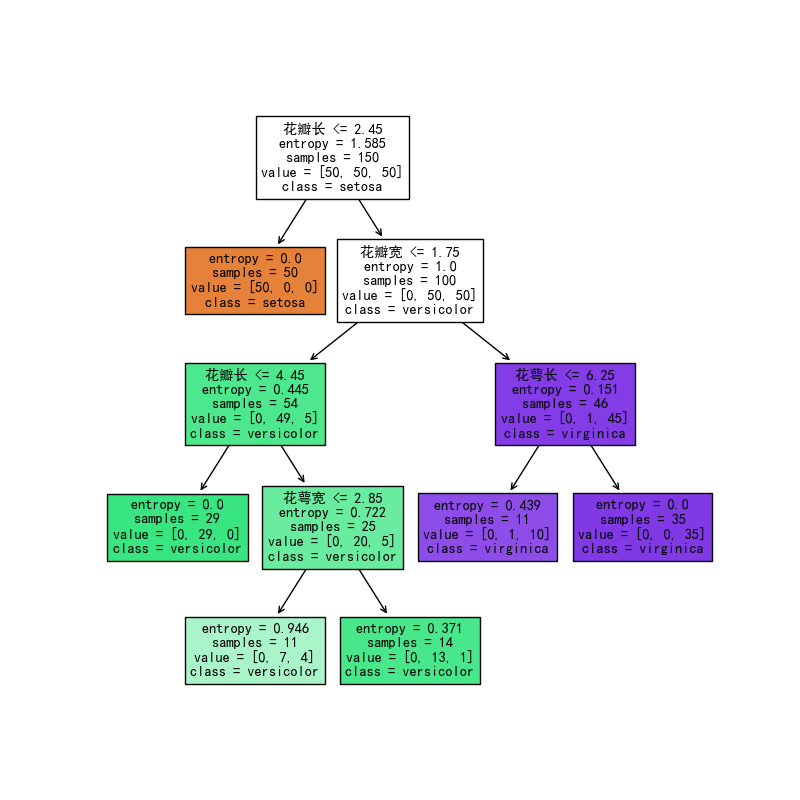 花瓣长 <= 2.45
entropy = 1.585
samples = 150
value = [50, 50, 50]
class = setosa
entropy = 0.0
samples = 50
value = [50, 0, 0]
class = setosa
花瓣宽 <= 1.75
entropy = 1.0
samples = 100
value = [0, 50, 50]
class = versicolor
花瓣长 <= 4.45
entropy = 0.445
samples = 54
value = [0, 49, 5]
class = versicolor
花萼长 <= 6.25
entropy = 0.151
samples = 46
value = [0, 1, 45]
class = virginica
entropy = 0.0
samples = 29
value = [0, 29, 0]
class = versicolor
花萼宽 <= 2.85
entropy = 0.722
samples = 25
value = [0, 20, 5]
class = versicolor
entropy = 0.439
samples = 11
value = [0, 1, 10]
class = virginica
entropy = 0.0
samples = 35
value = [0, 0, 35]
class = virginica
entropy = 0.946
samples = 11
value = [0, 7, 4]
class = versicolor
entropy = 0.371
samples = 14
value = [0, 13, 1]
class = versicolor